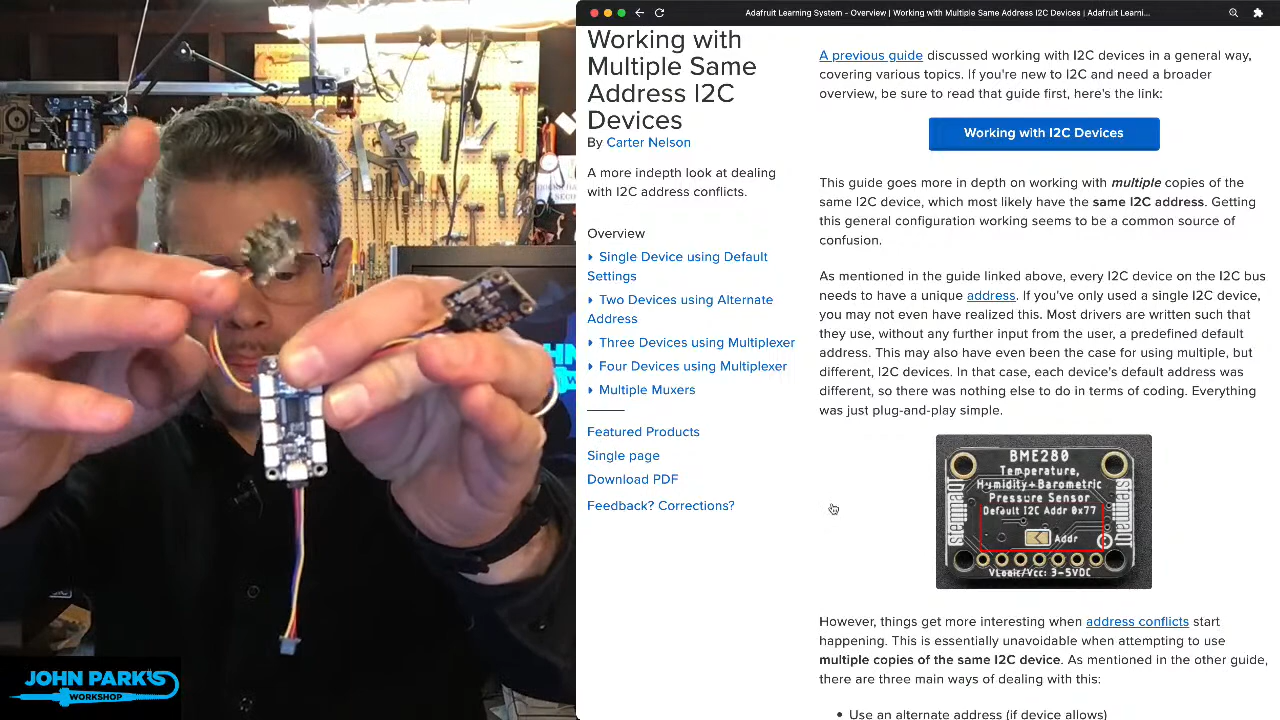 Adafruit Learning System - Overview | Working with Multiple Same Address I2C Devices | Adafruit Learni...
Working with
Multiple Same
Address I2C
Devices
By Carter Nelson
A more indepth look at dealing
with I2C address conflicts.
Overview
Single Device using Default
Settings
Two Devices using Alternate
Address
Three Devices using Multiplexer
Four Devices using Multiplexer
Multiple Muxers
Featured Products
Single page
Download PDF
Feedback? Corrections?
A previous guide discussed working with I2C devices in a general way,
covering various topics. If you're new to I2C and need a broader
overview, be sure to read that guide first, here's the link:
Working with I2C Devices
This guide goes more in depth on working with multiple copies of the
same I2C device, which most likely have the same I2C address. Getting
this general configuration working seems to be a common source of
confusion.
As mentioned in the guide linked above, every I2C device on the I2C bus
needs to have a unique address. If you've only used a single I2C device,
you may not even have realized this. Most drivers are written such that
they use, without any further input from the user, a predefined default
address. This may also have even been the case for using multiple, but
different, I2C devices. In that case, each device's default address was
different, so there was nothing else to do in terms of coding. Everything
was just plug-and-play simple.
BME280
Temperature,
Humidity+Barometric
Pressure Sensor
Default I2C Addr 0x77
Addr
VLogic/Vcc: 3-5VDC
However, things get more interesting when address conflicts start
happening. This is essentially unavoidable when attempting to use
multiple copies of the same I2C device. As mentioned in the other guide,
there are three main ways of dealing with this:
Use an alternate address (if device allows)
JOHN PARK'S
WORKSHOP